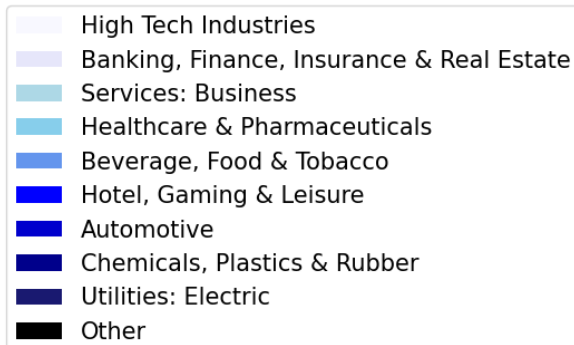 High Tech Industries
Banking, Finance, Insurance & Real Estate
Services: Business
Healthcare & Pharmaceuticals
Beverage, Food & Tobacco
Hotel, Gaming & Leisure
Automotive
Chemicals, Plastics & Rubber
Utilities: Electric
Other